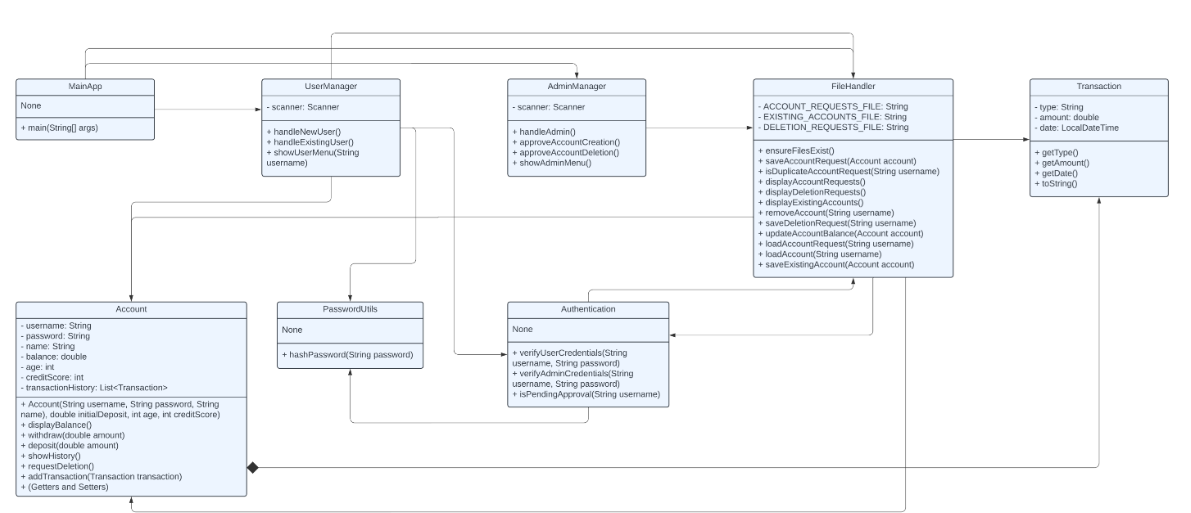 MainApp
None
+ main(String[] args)
UserManager
- scanner: Scanner
+ handleNewUser()
+ handleExistingUser()
+ showUserMenu(String
username)
AdminManager
- scanner: Scanner
+ handleAdmin()
+ approveAccountCreation()
+ approveAccountDeletion()
+ showAdminMenu()
FileHandler
- ACCOUNT_REQUESTS_FILE: String
- EXISTING_ACCOUNTS_FILE: String
- DELETION_REQUESTS_FILE: String
+ ensureFilesExist()
+ saveAccountRequest(Account account)
+ isDuplicateAccountRequest(String username)
+ displayAccountRequests()
+ displayDeletionRequests()
+ displayExistingAccounts()
+ removeAccount(String username)
+ saveDeletionRequest(String username)
+ updateAccountBalance(Account account)
+ loadAccountRequest(String username)
+ loadAccount(String username)
+ saveExistingAccount(Account account)
Transaction
- type: String
- amount: double
- date: LocalDateTime
+ getType()
+ getAmount()
+ getDate()
+ toString()
Account
- username: String
- password: String
- name: String
- balance: double
- age: int
- creditScore: int
- transactionHistory: List<Transaction>
+ Account(String username, String password, String
name), double initialDeposit, int age, int creditScore)
+ displayBalance()
+ withdraw(double amount)
+ deposit(double amount)
+ showHistory()
+ requestDeletion()
+ addTransaction(Transaction transaction)
+ (Getters and Setters)
PasswordUtils
None
+ hashPassword(String password)
Authentication
None
+ verifyUserCredentials(String
username, String password)
+ verifyAdminCredentials(String
username, String password)
+ isPendingApproval(String username)